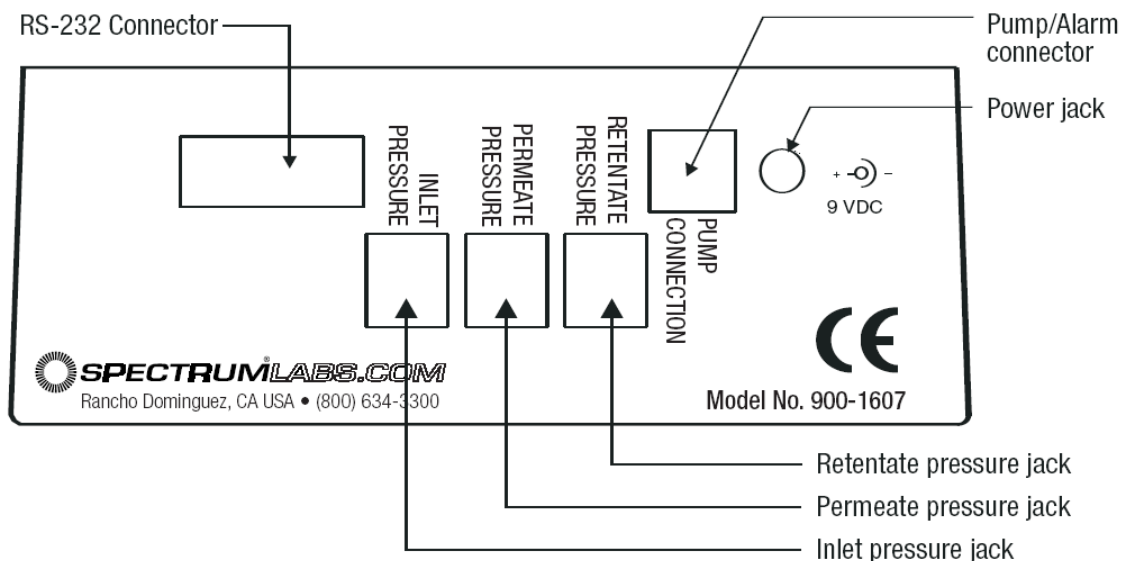 RS-232 Connector
Pump/Alarm
connector
Power jack
INLET
PRESSURE
PERMEATE
PRESSURE
RETENTATE
PRESSURE
PUMP
CONNECTION
+ -
9 VDC
CE
SPECTRUMLABS.COM®
Rancho Dominguez, CA USA • (800) 634-3300
Model No. 900-1607
Retentate pressure jack
Permeate pressure jack
Inlet pressure jack